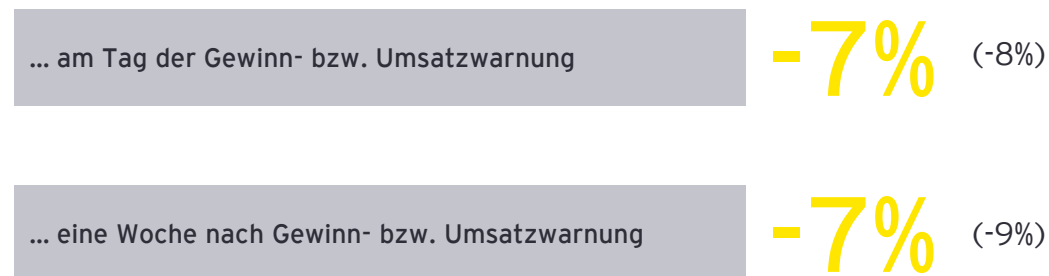 ... am Tag der Gewinn- bzw. Umsatzwarnung -7% (-8%)
... eine Woche nach Gewinn- bzw. Umsatzwarnung -7% (-9%)